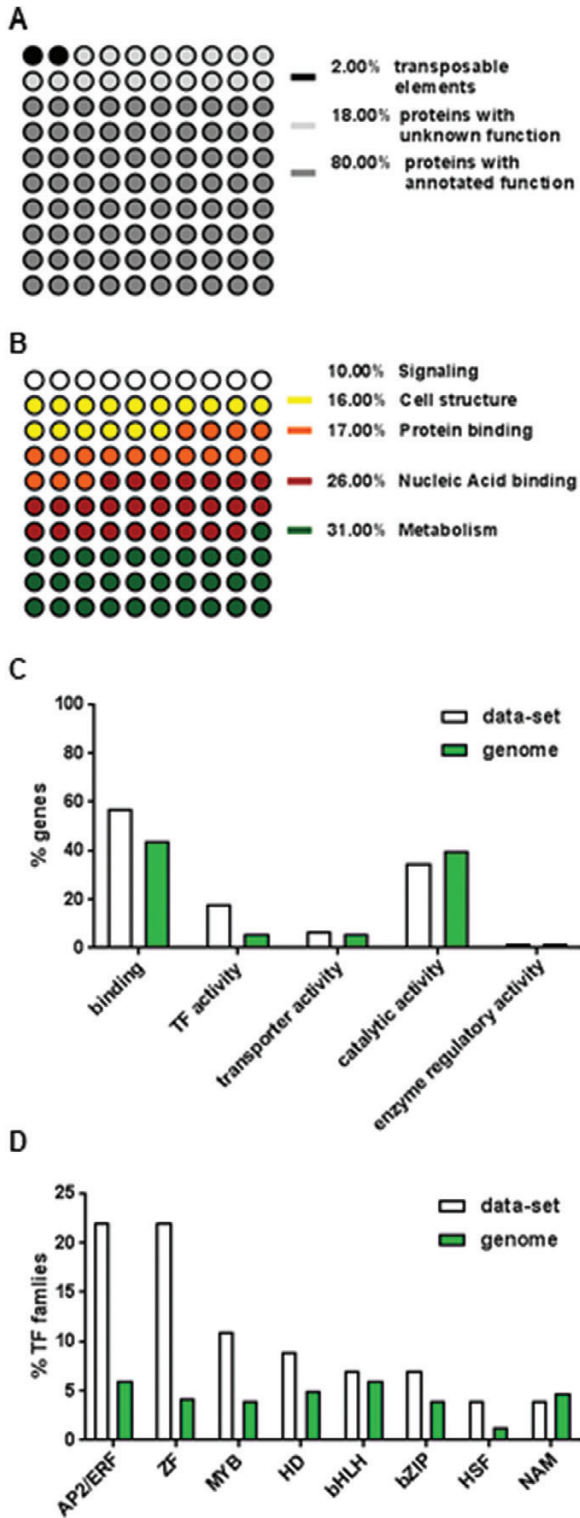 A
2.00% transposable
elements
18.00% proteins with
unknown function
80.00% proteins with
annotated function
B
10.00% Signaling
16.00% Cell structure
17.00% Protein binding
26.00% Nucleic Acid binding
31.00% Metabolism
C
% genes
100
80
60
40
20
0
data-set
genome
binding
TF activity
transporter activity
catalytic activity
enzyme regulatory activity
D
% TF famlies
25
20
15
10
5
0
data-set
genome
AP2/ERF
ZF
MYB
HD
bHLH
bZIP
HSF
NAM